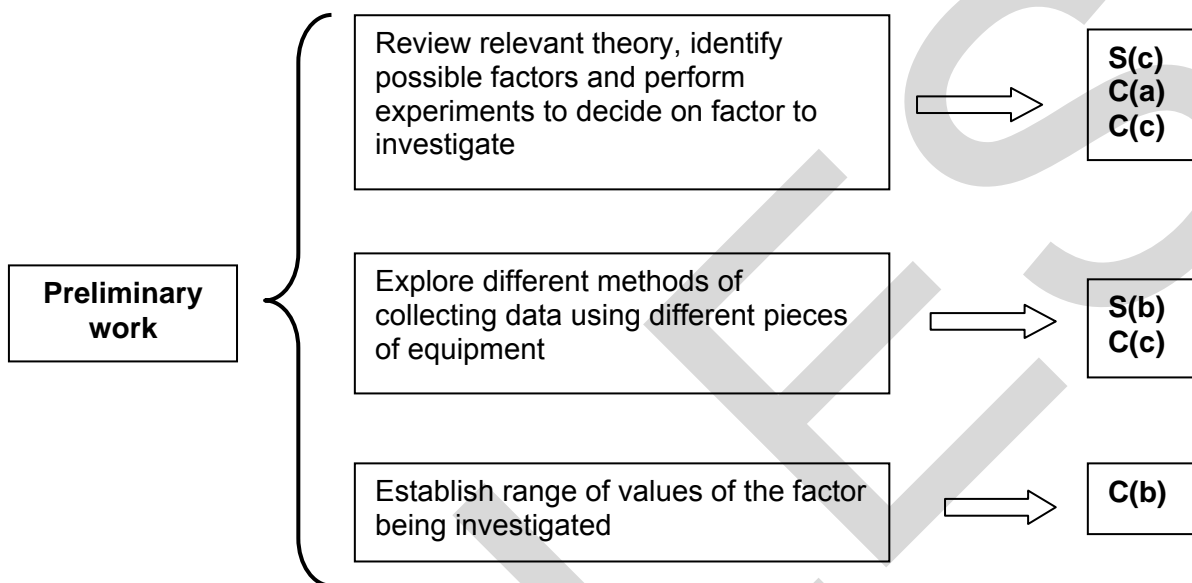 Preliminary
work
Review relevant theory, identify
possible factors and perform
experiments to decide on factor to
investigate
S(c)
C(a)
C(c)
Explore different methods of
collecting data using different pieces
of equipment
S(b)
C(c)
Establish range of values of the factor
being investigated
C(b)